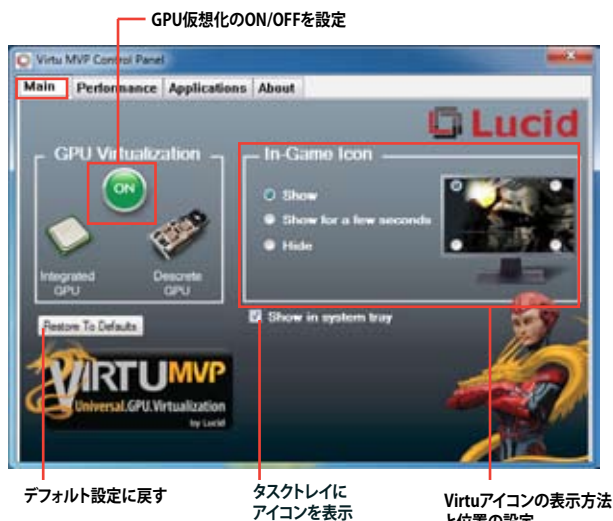 GPU仮想化のON/OFFを設定
Virtu MVP Control Panel
Main Performance Applications About
Lucid
GPU Virtualization
In-Game Icon
ON
Show
Show for a few seconds
Hide
Integrated
GPU
Descrete
GPU
Restore To Defaults
Show in system tray
VIRTU MVP
Universal.GPU.Virtualization
by Lucid
デフォルト設定に戻す
タスクトレイに
アイコンを表示
Virtuアイコンの表示方法
と位置の設定